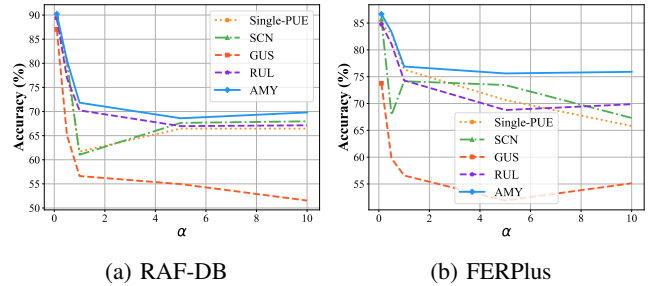 90
85
80
75
70
65
60
55
50
Accuracy (%)
0
2
4
6
8
10
α
Single-PUE
SCN
GUS
RUL
AMY
(a) RAF-DB
85
80
75
70
65
60
55
Accuracy (%)
0
2
4
6
8
10
α
Single-PUE
SCN
GUS
RUL
AMY
(b) FERPlus